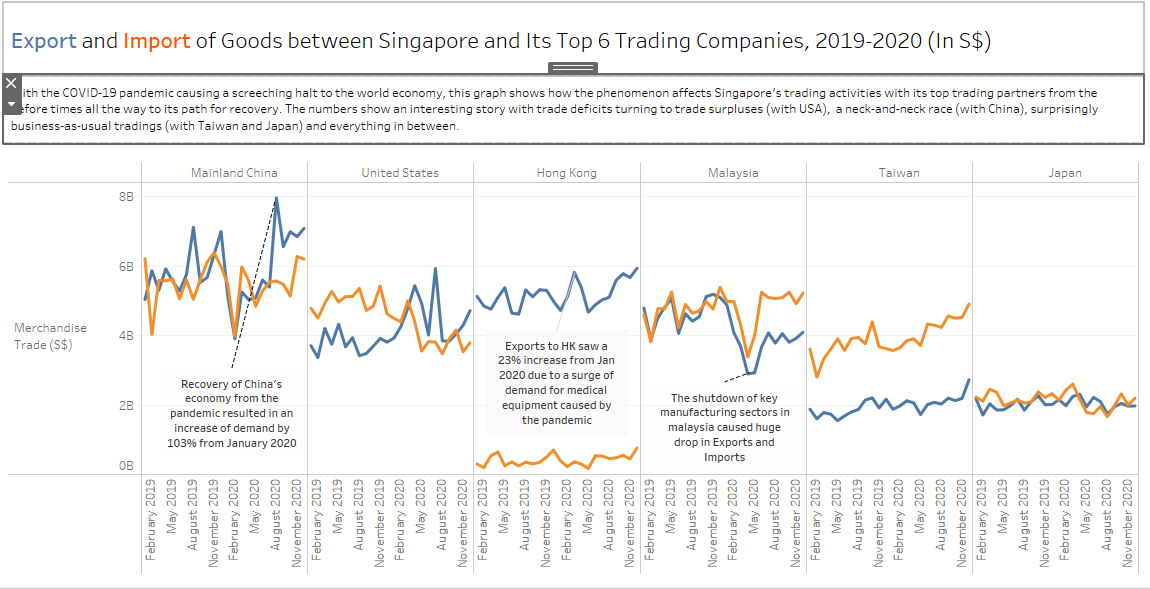 Export and Import of Goods between Singapore and Its Top 6 Trading Companies, 2019-2020 (In S$)
ith the COVID-19 pandemic causing a screeching halt to the world economy, this graph shows how the phenomenon affects Singapore's trading activities with its top trading partners from the
efore times all the way to its path for recovery. The numbers show an interesting story with trade deficits turning to trade surpluses (with USA), a neck-and-neck race (with China), surprisingly
business-as-usual tradings (with Taiwan and Japan) and everything in between.
Mainland China
United States
Hong Kong
Malaysia
Taiwan
Japan
8B
6B
4B
2B
0B
Merchandise
Trade (S$)
Recovery of China's
economy from the
pandemic resulted in an
increase of demand by
103% from January 2020
Exports to HK saw a
23% increase from Jan
2020 due to a surge of
demand for medical
equipment caused by
the pandemic
The shutdown of key
manufacturing sectors in
malaysia caused huge
drop in Exports and
Imports
February 2019
May 2019
August 2019
November 2019
February 2020
May 2020
August 2020
November 2020
February 2019
May 2019
August 2019
November 2019
February 2020
May 2020
August 2020
November 2020
February 2019
May 2019
August 2019
November 2019
February 2020
May 2020
August 2020
November 2020
February 2019
May 2019
August 2019
November 2019
February 2020
May 2020
August 2020
November 2020
February 2019
May 2019
August 2019
November 2019
February 2020
May 2020
August 2020
November 2020
February 2019
May 2019
August 2019
November 2019
February 2020
May 2020
August 2020
November 2020